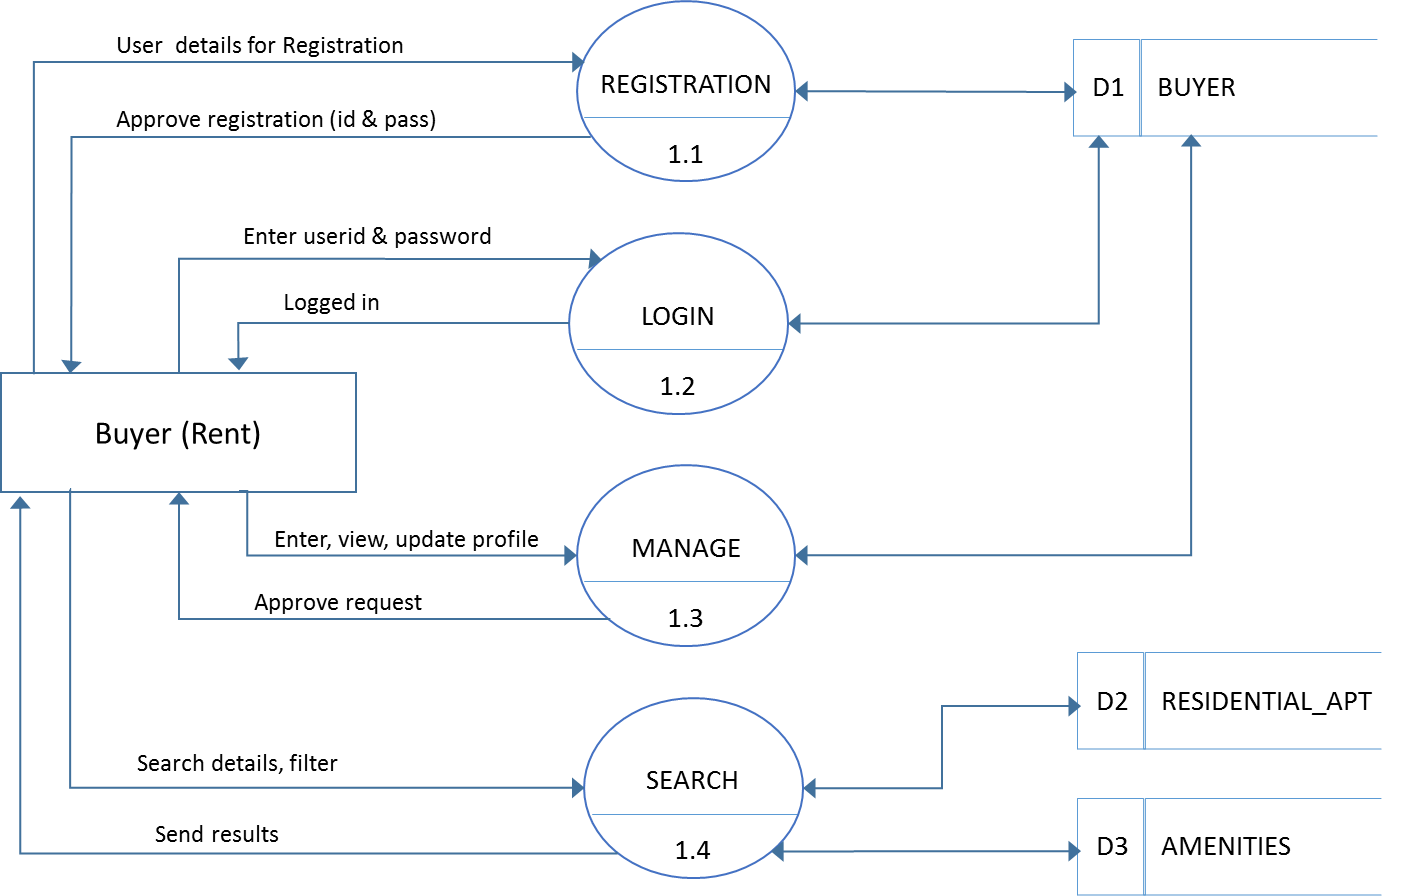 User  details for Registration
REGISTRATION
D1
BUYER
Approve registration (id & pass)
1.1
Enter userid & password
Logged in
LOGIN
1.2
Buyer (Rent)
Enter, view, update profile
MANAGE
Approve request
1.3
D2
RESIDENTIAL_APT
Search details, filter
SEARCH
Send results
1.4
D3
AMENITIES